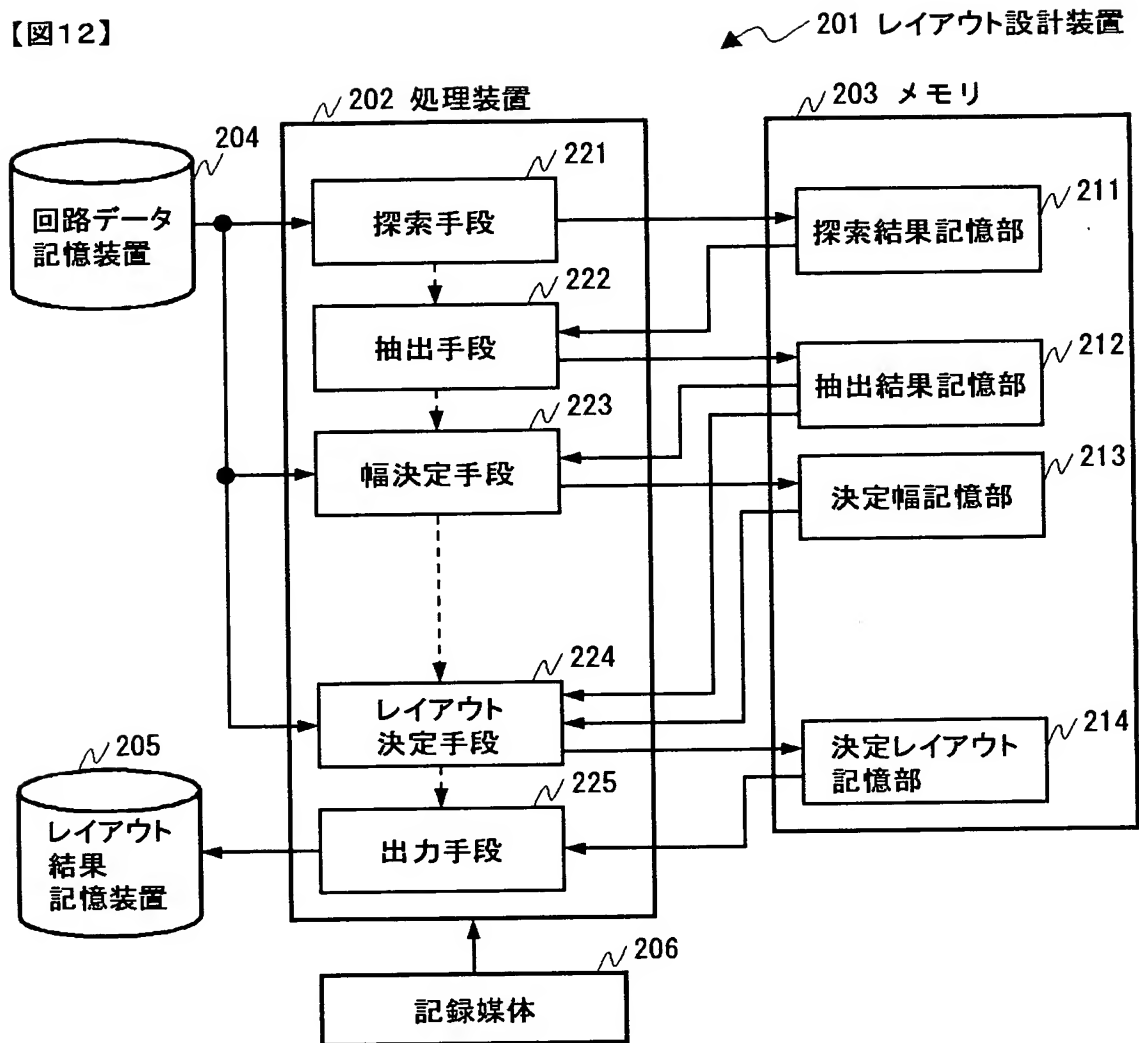 【図12】
201 レイアウト設計装置
202 処理装置
203 メモリ
204
回路データ
記憶装置
221
探索手段
211
探索結果記憶部
222
抽出手段
212
抽出結果記憶部
223
幅決定手段
213
決定幅記憶部
224
レイアウト
決定手段
214
決定レイアウト
記憶部
205
レイアウト
結果
記憶装置
225
出力手段
206
記録媒体